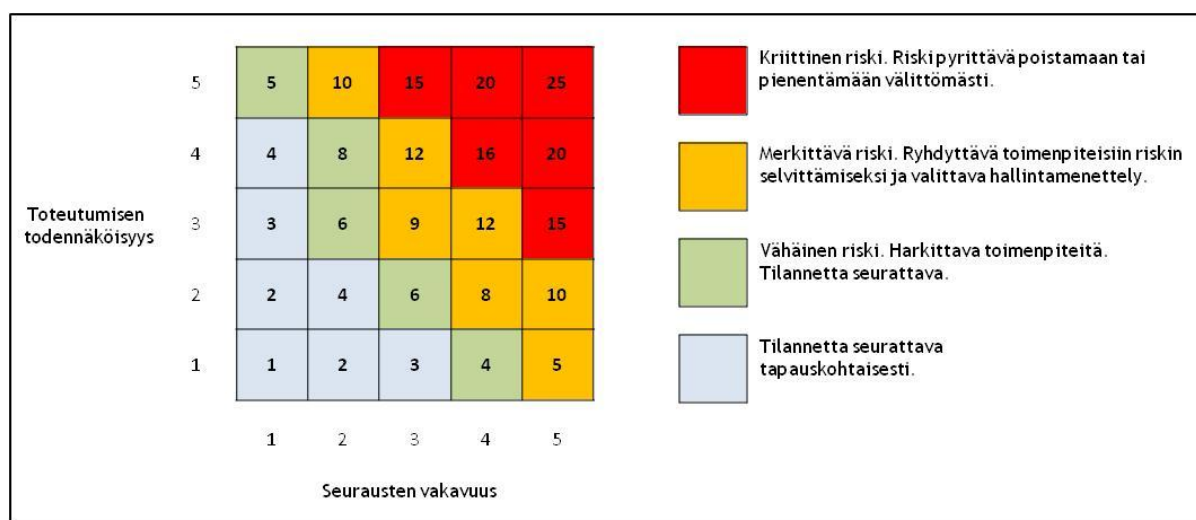 5 5 10 15 20 25
4 4 8 12 16 20
Toteutumisen
todennäköisyys
3 3 6 9 12 15
2 2 4 6 8 10
1 1 2 3 4 5
1 2 3 4 5
Seurausten vakavuus
Kriittinen riski. Riski pyrittävä poistamaan tai
pienentämään välittömästi.
Merkittävä riski. Ryhdyttävä toimenpiteisiin riskin
selvittämiseksi ja valittava hallintamenettely.
Vähäinen riski. Harkittava toimenpiteitä.
Tilannetta seurattava.
Tilannetta seurattava
tapauskohtaisesti.